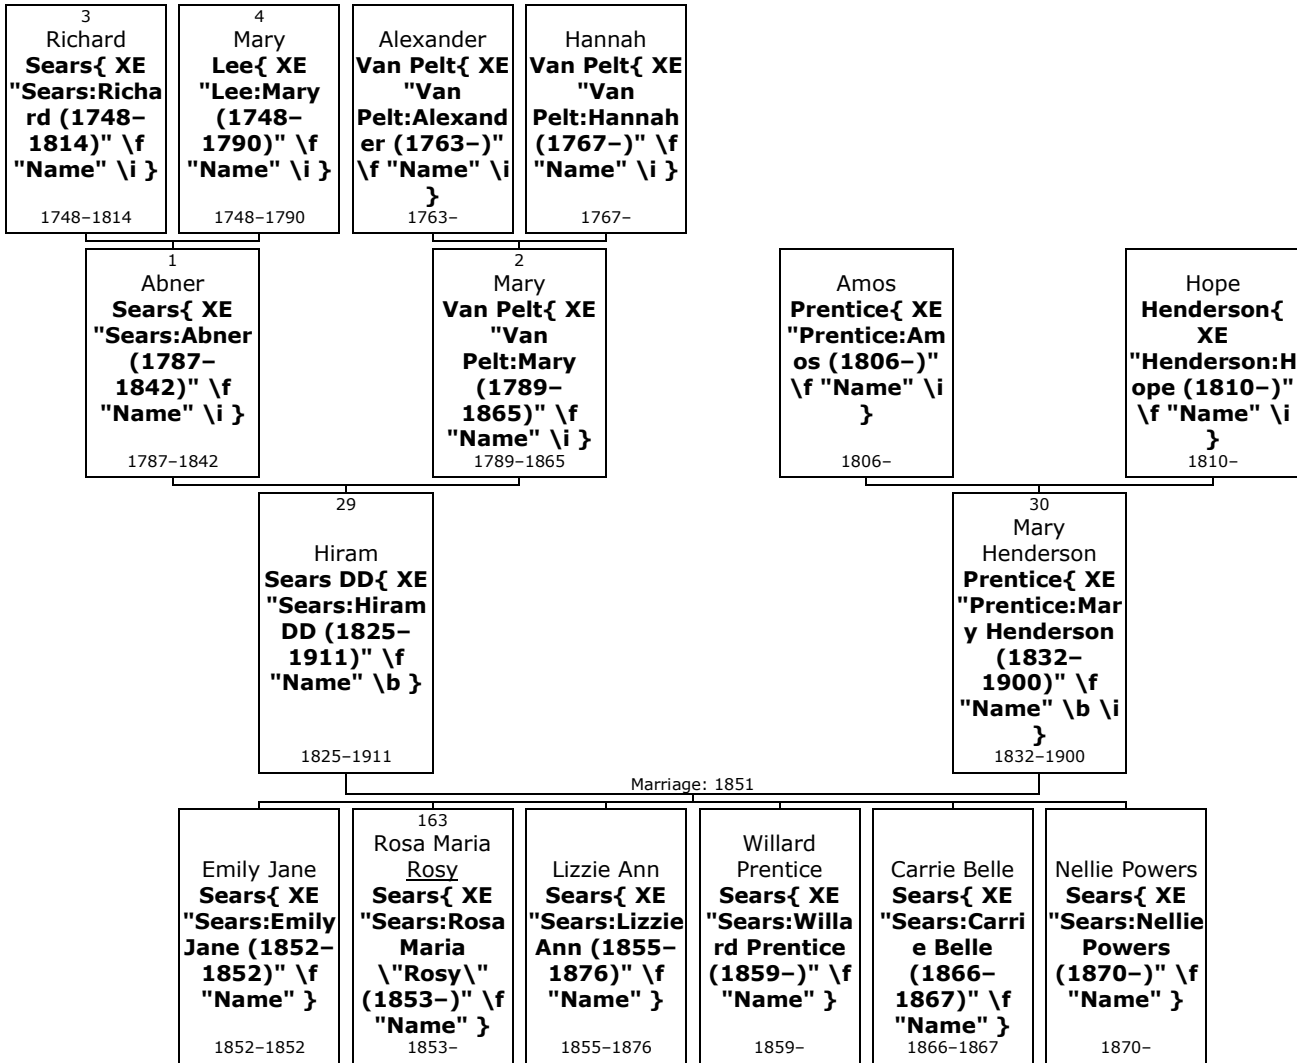 3
Richard
Sears{ XE
"Sears:Richa
rd (1748–
1814)" \f
"Name" \i }
1748–1814
4
Mary
Lee{ XE
"Lee:Mary
(1748–
1790)" \f
"Name" \i }
1748–1790
Alexander
Van Pelt{ XE
"Van
Pelt:Alexand
er (1763–)"
\f "Name" \i
}
1763–
Hannah
Van Pelt{ XE
"Van
Pelt:Hannah
(1767–)" \f
"Name" \i }
1767–
1
Abner
Sears{ XE
"Sears:Abner
(1787–
1842)" \f
"Name" \i }
1787–1842
2
Mary
Van Pelt{ XE
"Van
Pelt:Mary
(1789–
1865)" \f
"Name" \i }
1789–1865
Amos
Prentice{ XE
"Prentice:Am
os (1806–)"
\f "Name" \i
}
1806–
Hope
Henderson{
XE
"Henderson:H
ope (1810–)"
\f "Name" \i
}
1810–
29
Hiram
Sears DD{ XE
"Sears:Hiram
DD (1825–
1911)" \f
"Name" \b }
1825–1911
30
Mary
Henderson
Prentice{ XE
"Prentice:Mar
y Henderson
(1832–
1900)" \f
"Name" \b \i
}
1832–1900
Marriage: 1851
Emily Jane
Sears{ XE
"Sears:Emily
Jane (1852–
1852)" \f
"Name" }
1852–1852
163
Rosa Maria
Rosy
Sears{ XE
"Sears:Rosa
Maria
\"Rosy\"
(1853–)" \f
"Name" }
1853–
Lizzie Ann
Sears{ XE
"Sears:Lizzie
Ann (1855–
1876)" \f
"Name" }
1855–1876
Willard
Prentice
Sears{ XE
"Sears:Willa
rd Prentice
(1859–)" \f
"Name" }
1859–
Carrie Belle
Sears{ XE
"Sears:Carri
e Belle
(1866–
1867)" \f
"Name" }
1866–1867
Nellie Powers
Sears{ XE
"Sears:Nellie
Powers
(1870–)" \f
"Name" }
1870–